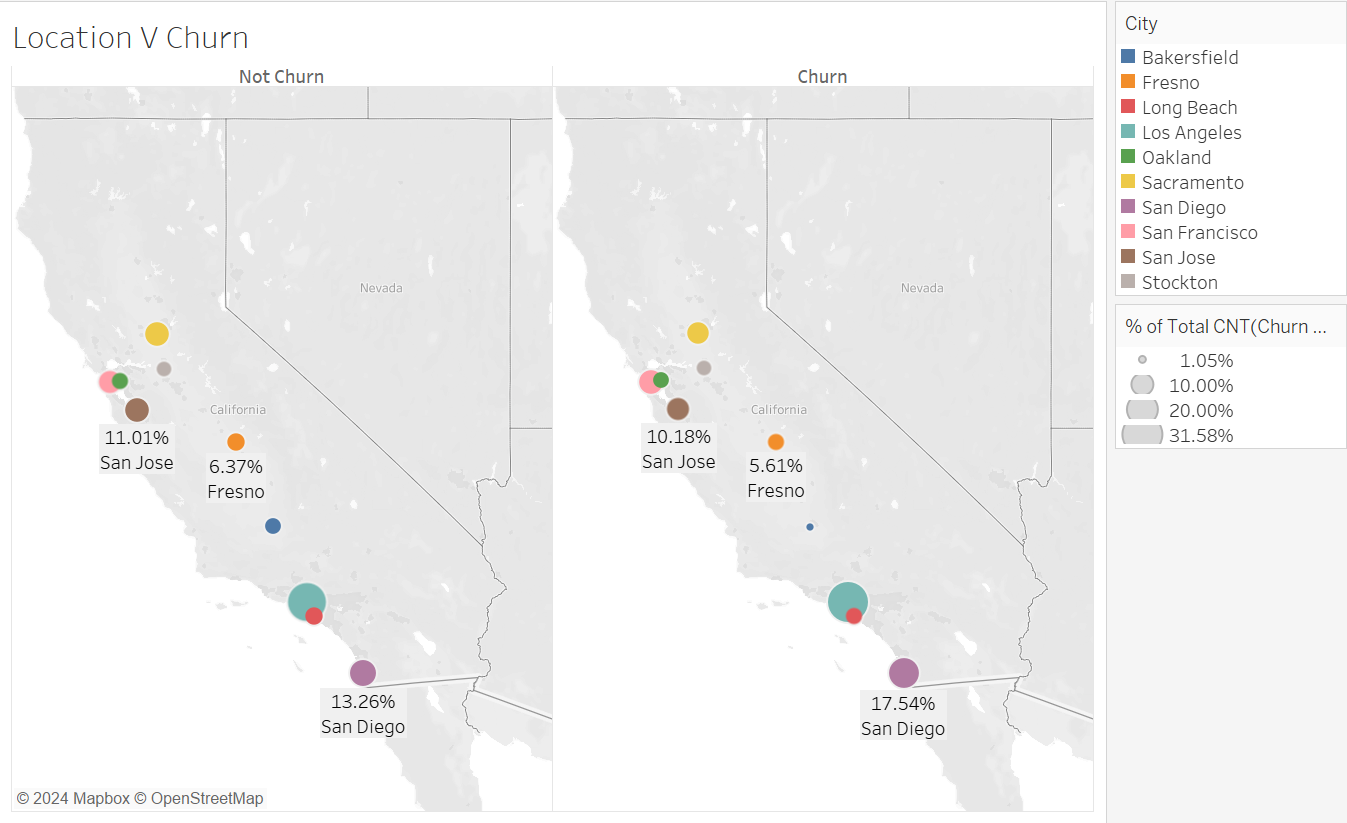 Location V Churn
Not Churn
Churn
Nevada
California
11.01%
San Jose
6.37%
Fresno
13.26%
San Diego
© 2024 Mapbox © OpenStreetMap
Nevada
California
10.18%
San Jose
5.61%
Fresno
17.54%
San Diego
City
Bakersfield
Fresno
Long Beach
Los Angeles
Oakland
Sacramento
San Diego
San Francisco
San Jose
Stockton
% of Total CNT(Churn ...
1.05%
10.00%
20.00%
31.58%